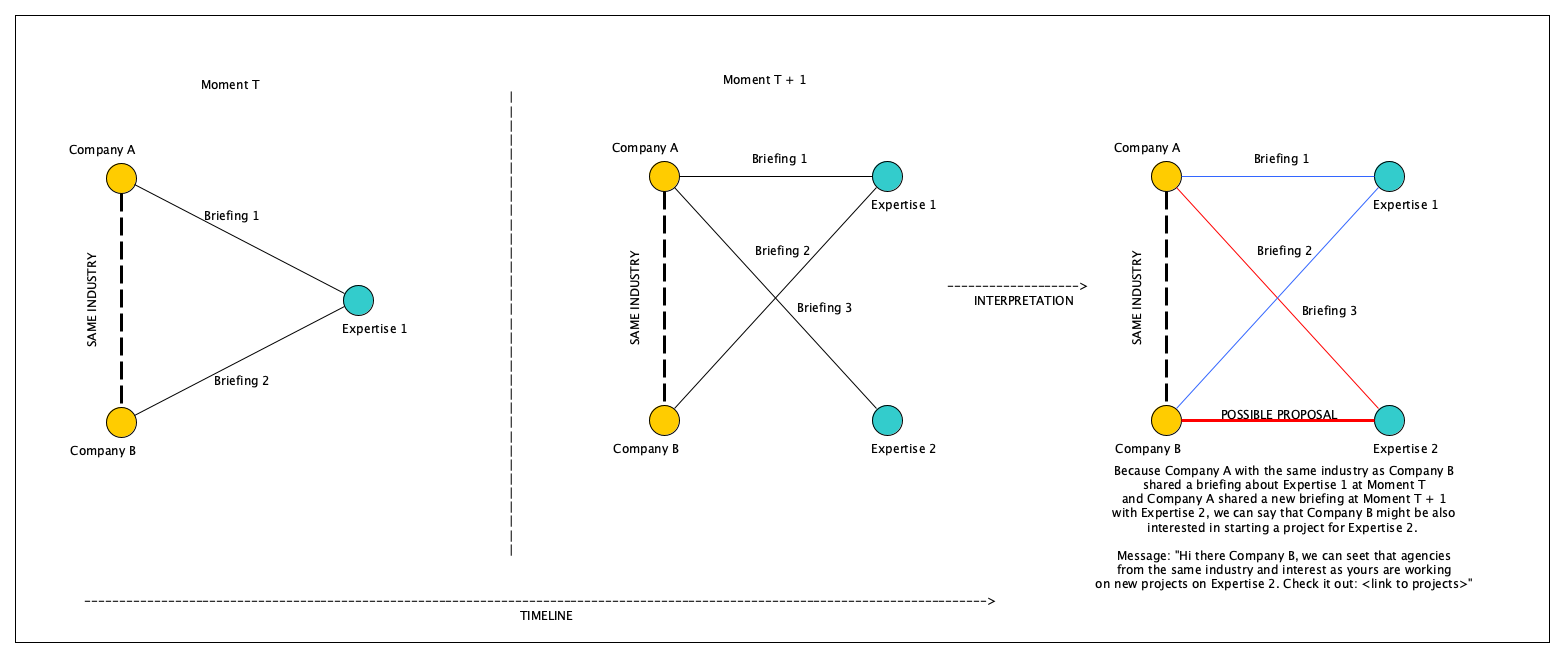 Moment T
Company A
Briefing 1
SAME INDUSTRY
Expertise 1
Briefing 2
Company B
Moment T + 1
Company A
Briefing 1
Expertise 1
Briefing 2
SAME INDUSTRY
Briefing 3
Company B
Expertise 2
INTERPRETATION
Company A
Briefing 1
Expertise 1
Briefing 2
SAME INDUSTRY
Briefing 3
POSSIBLE PROPOSAL
Company B
Expertise 2
Because Company A with the same industry as Company B
shared a briefing about Expertise 1 at Moment T
and Company A shared a new briefing at Moment T + 1
with Expertise 2, we can say that Company B might be also
interested in starting a project for Expertise 2.
Message: "Hi there Company B, we can seet that agencies
from the same industry and interest as yours are working
on new projects on Expertise 2. Check it out: <link to projects>"
TIMELINE